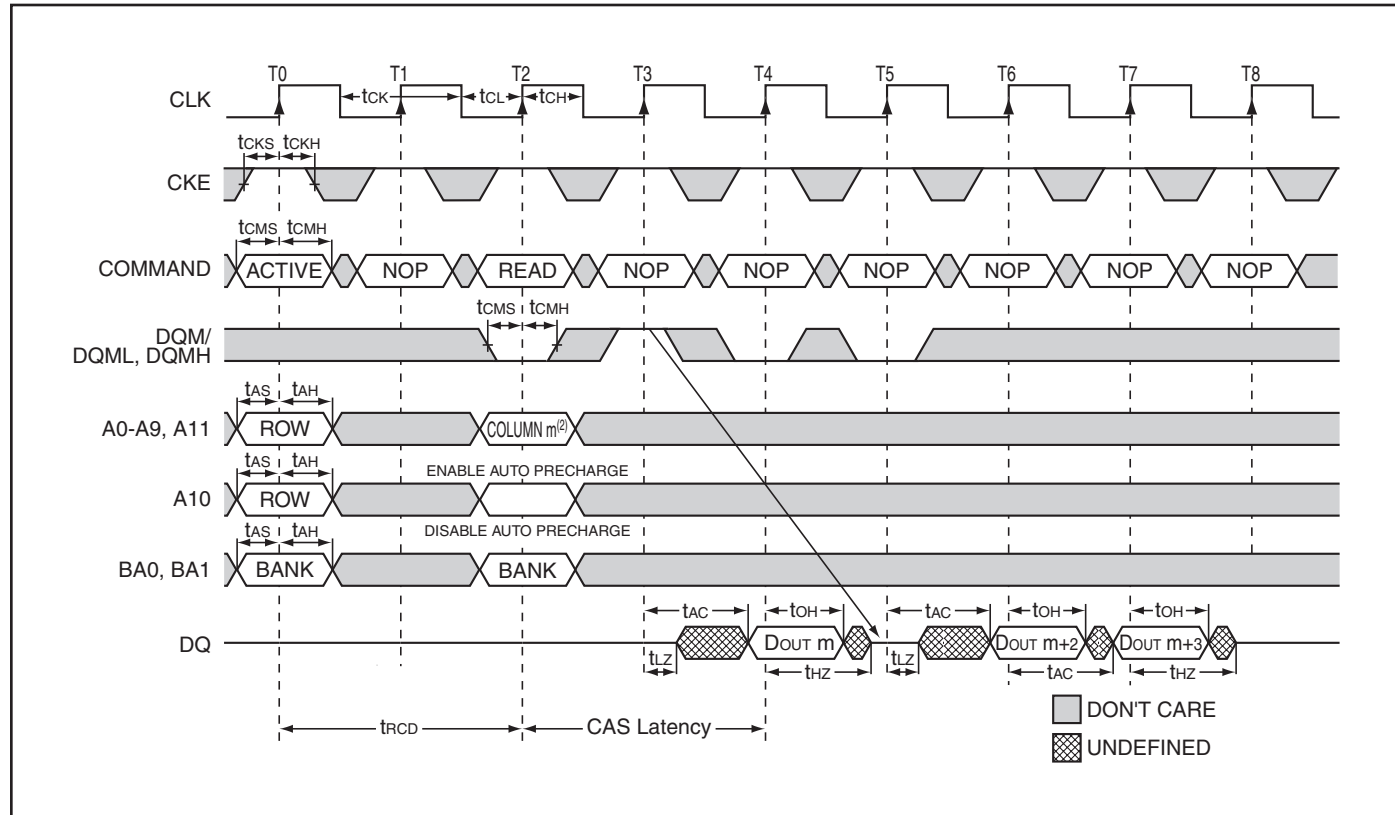 T0 T1 T2 T3 T4 T5 T6 T7 T8
CLK tCK tCL tCH
tCKS tCKH
CKE
tCMS tCMH
COMMAND ACTIVE NOP READ NOP NOP NOP NOP NOP NOP
tCMS tCMH
DQM/
DQML, DQMH
tAS tAH
A0-A9, A11 ROW COLUMN m(2)
tAS tAH ENABLE AUTO PRECHARGE
A10 ROW
tAS tAH DISABLE AUTO PRECHARGE
BA0, BA1 BANK BANK
tAC tOH tAC tOH tOH
DQ DOUT m DOUT m+2 DOUT m+3
tLZ tHZ tLZ tAC tHZ
DON'T CARE
tRCD CAS Latency
UNDEFINED